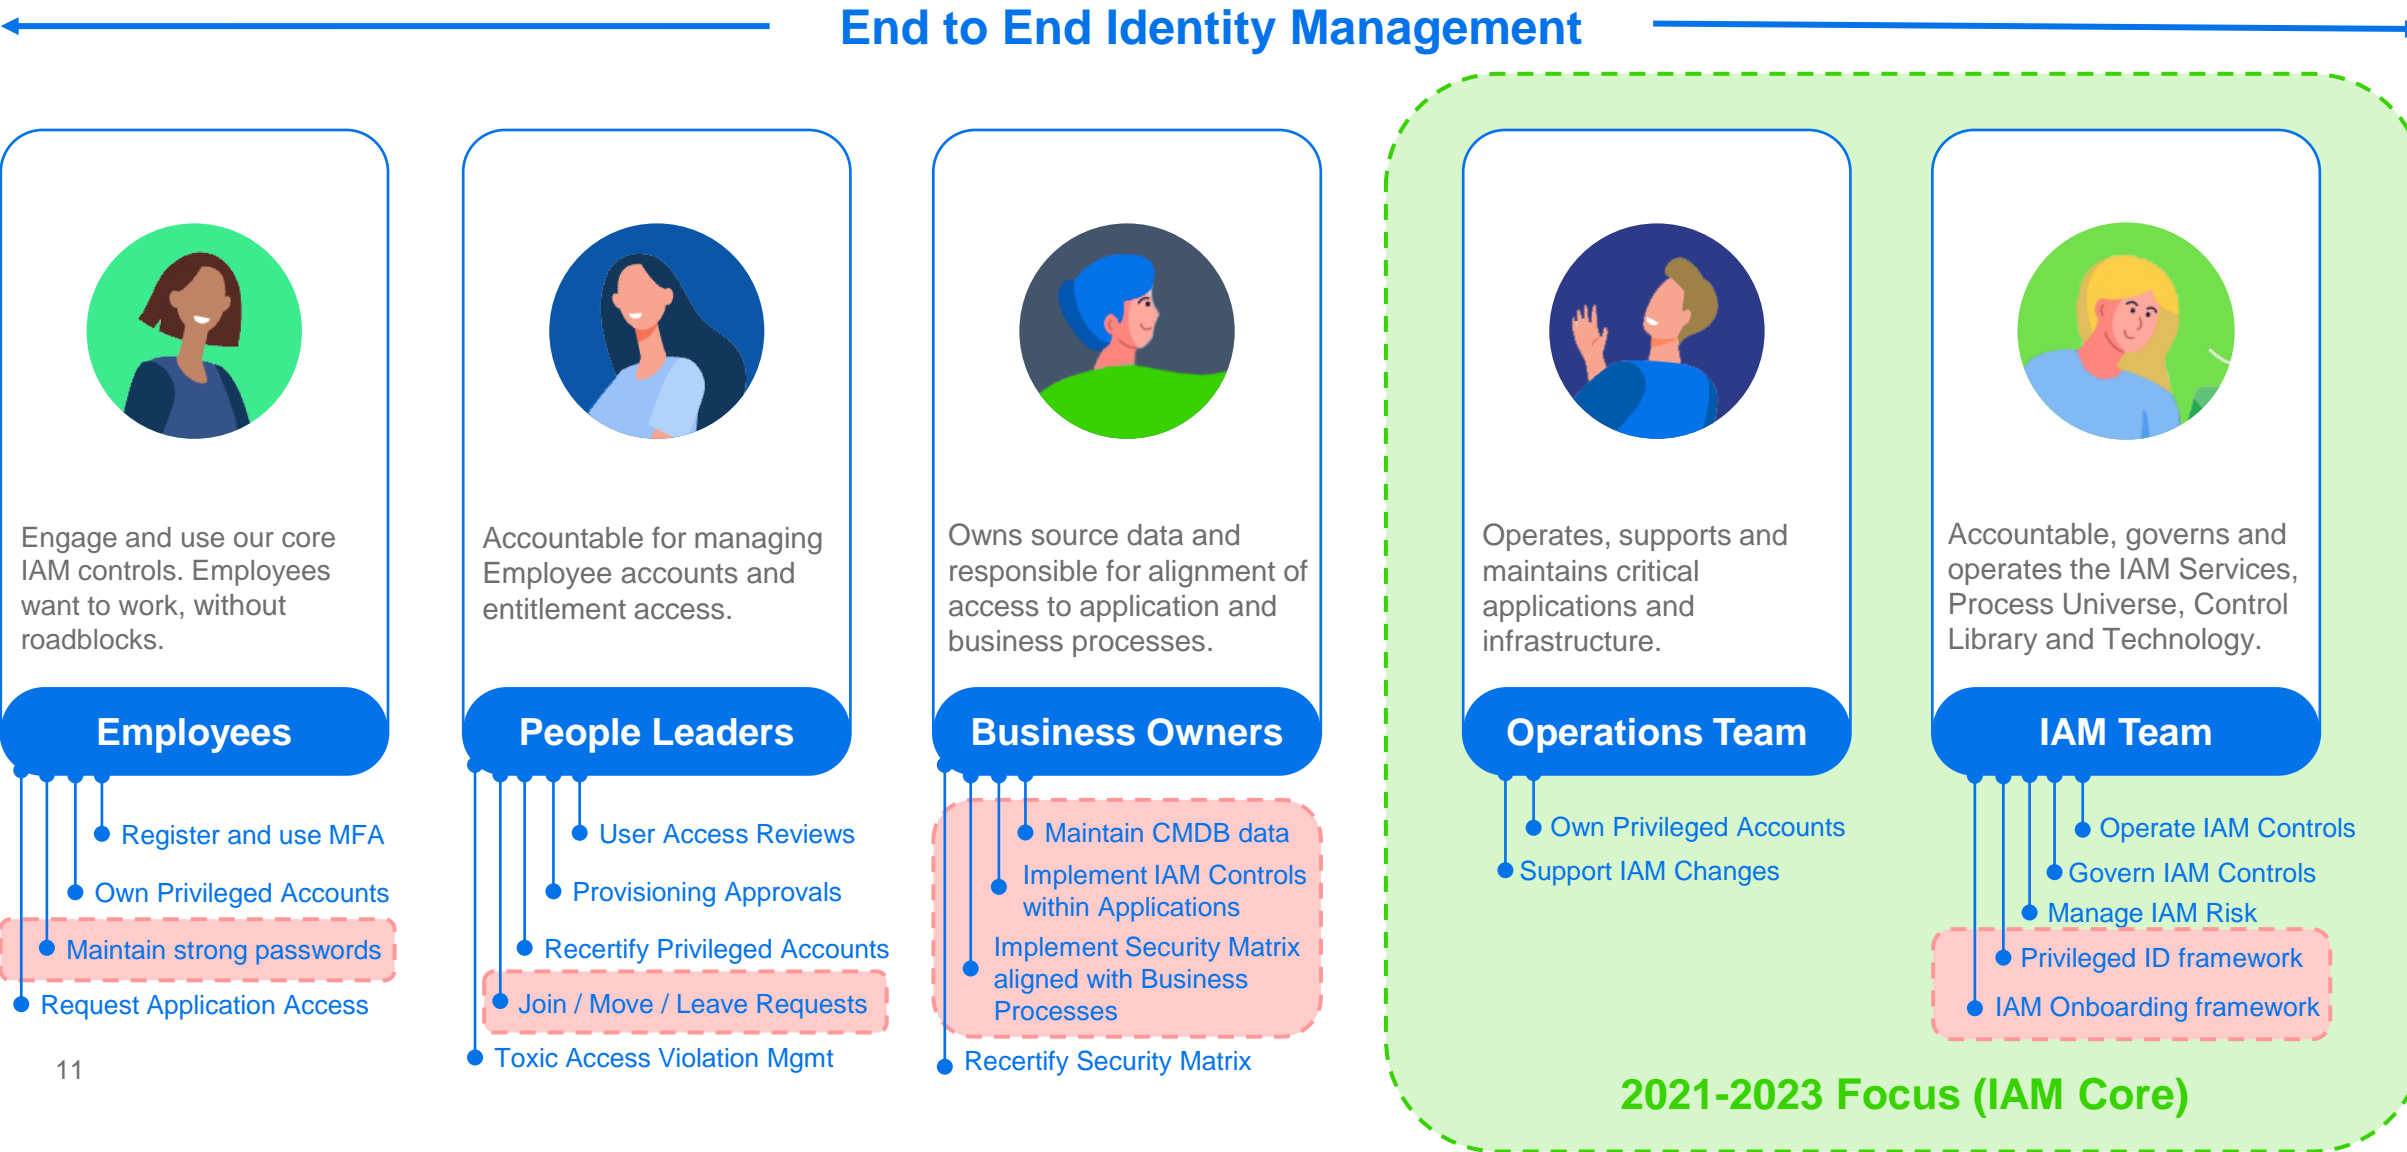 End to End Identity Management
Engage and use our core
IAM controls. Employees
want to work, without
roadblocks.
Employees
Register and use MFA
Own Privileged Accounts
Maintain strong passwords
Request Application Access
Accountable for managing
Employee accounts and
entitlement access.
People Leaders
User Access Reviews
Provisioning Approvals
Recertify Privileged Accounts
Join / Move / Leave Requests
Toxic Access Violation Mgmt
Owns source data and
responsible for alignment of
access to application and
business processes.
Business Owners
Maintain CMDB data
Implement IAM Controls
within Applications
Implement Security Matrix
aligned with Business
Processes
Recertify Security Matrix
Operates, supports and
maintains critical
applications and
infrastructure.
Operations Team
Own Privileged Accounts
Support IAM Changes
Accountable, governs and
operates the IAM Services,
Process Universe, Control
Library and Technology.
IAM Team
Operate IAM Controls
Govern IAM Controls
Manage IAM Risk
Privileged ID framework
IAM Onboarding framework
2021-2023 Focus (IAM Core)
11